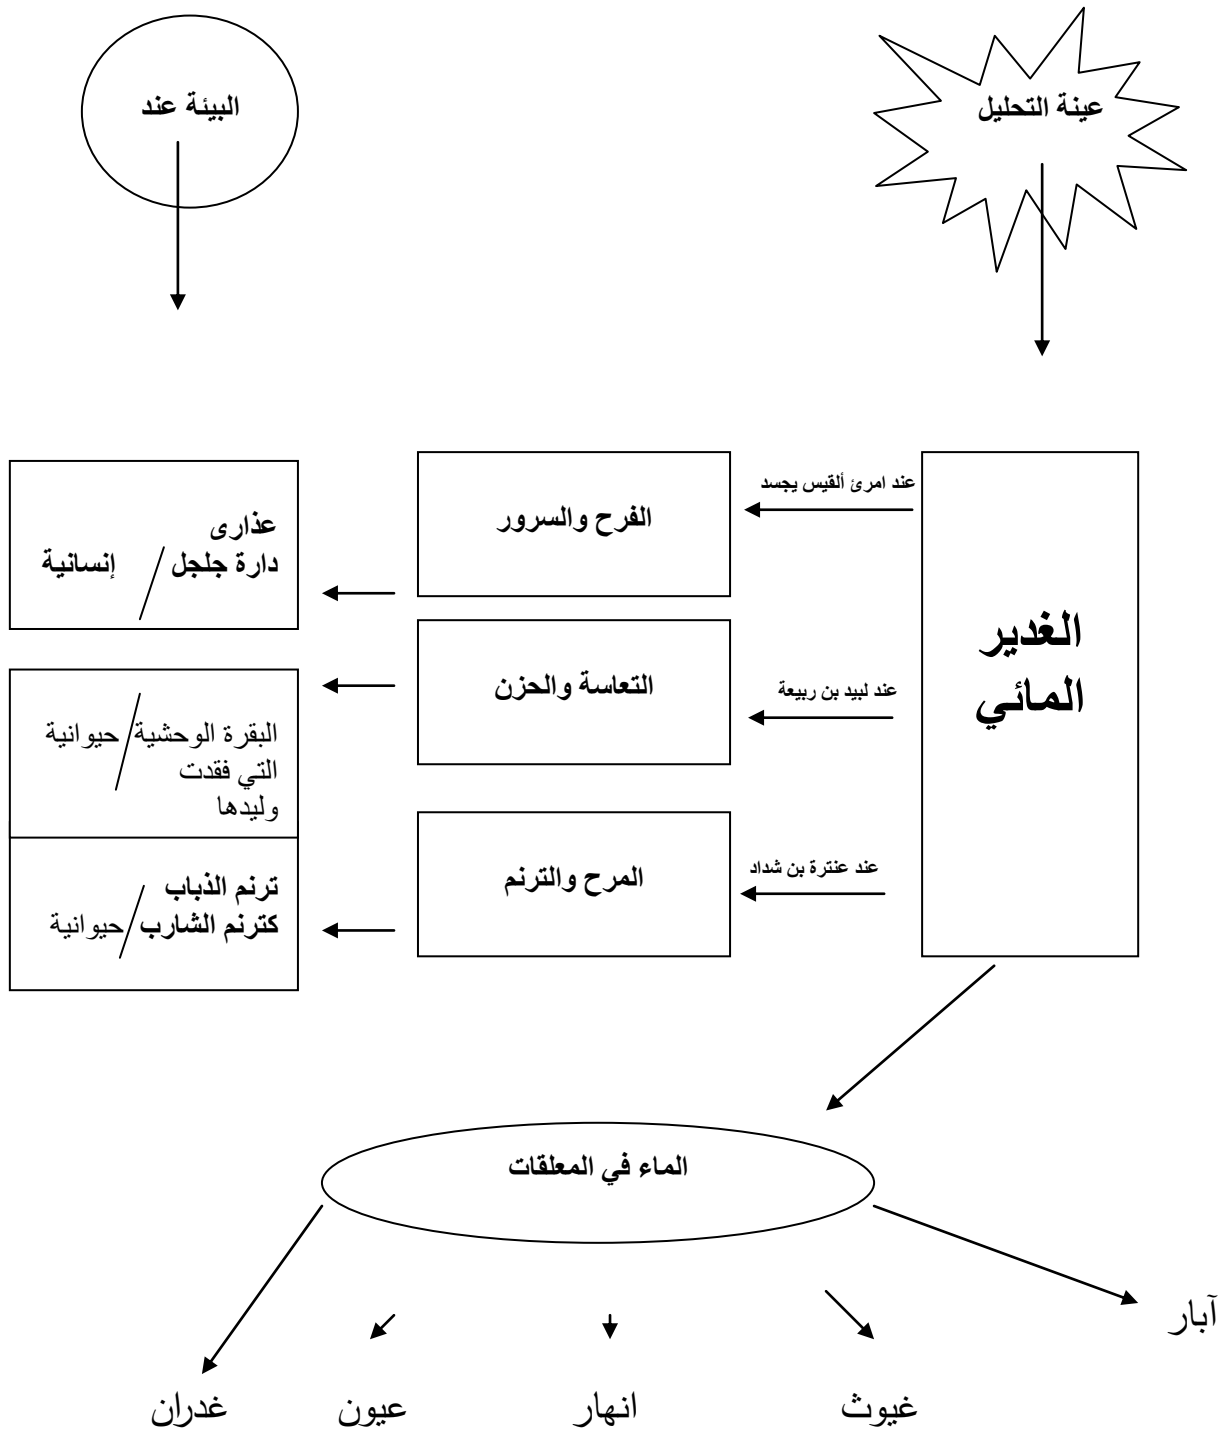 عينة التحليل
البيئة عند
عند امرئ ألقيس يجسد
الفرح والسرور
عذارى
دارة جلجل / إنسانية
الغدير
المائي
عند لبيد بن ربيعة
التعاسة والحزن
البقرة الوحشية / حيوانية
التي فقدت
وليدها
عند عنترة بن شداد
المرح والترنم
ترنم الذباب
كترنم الشارب / حيوانية
الماء في المعلقات
آبار
غيوث
انهار
عيون
غدران